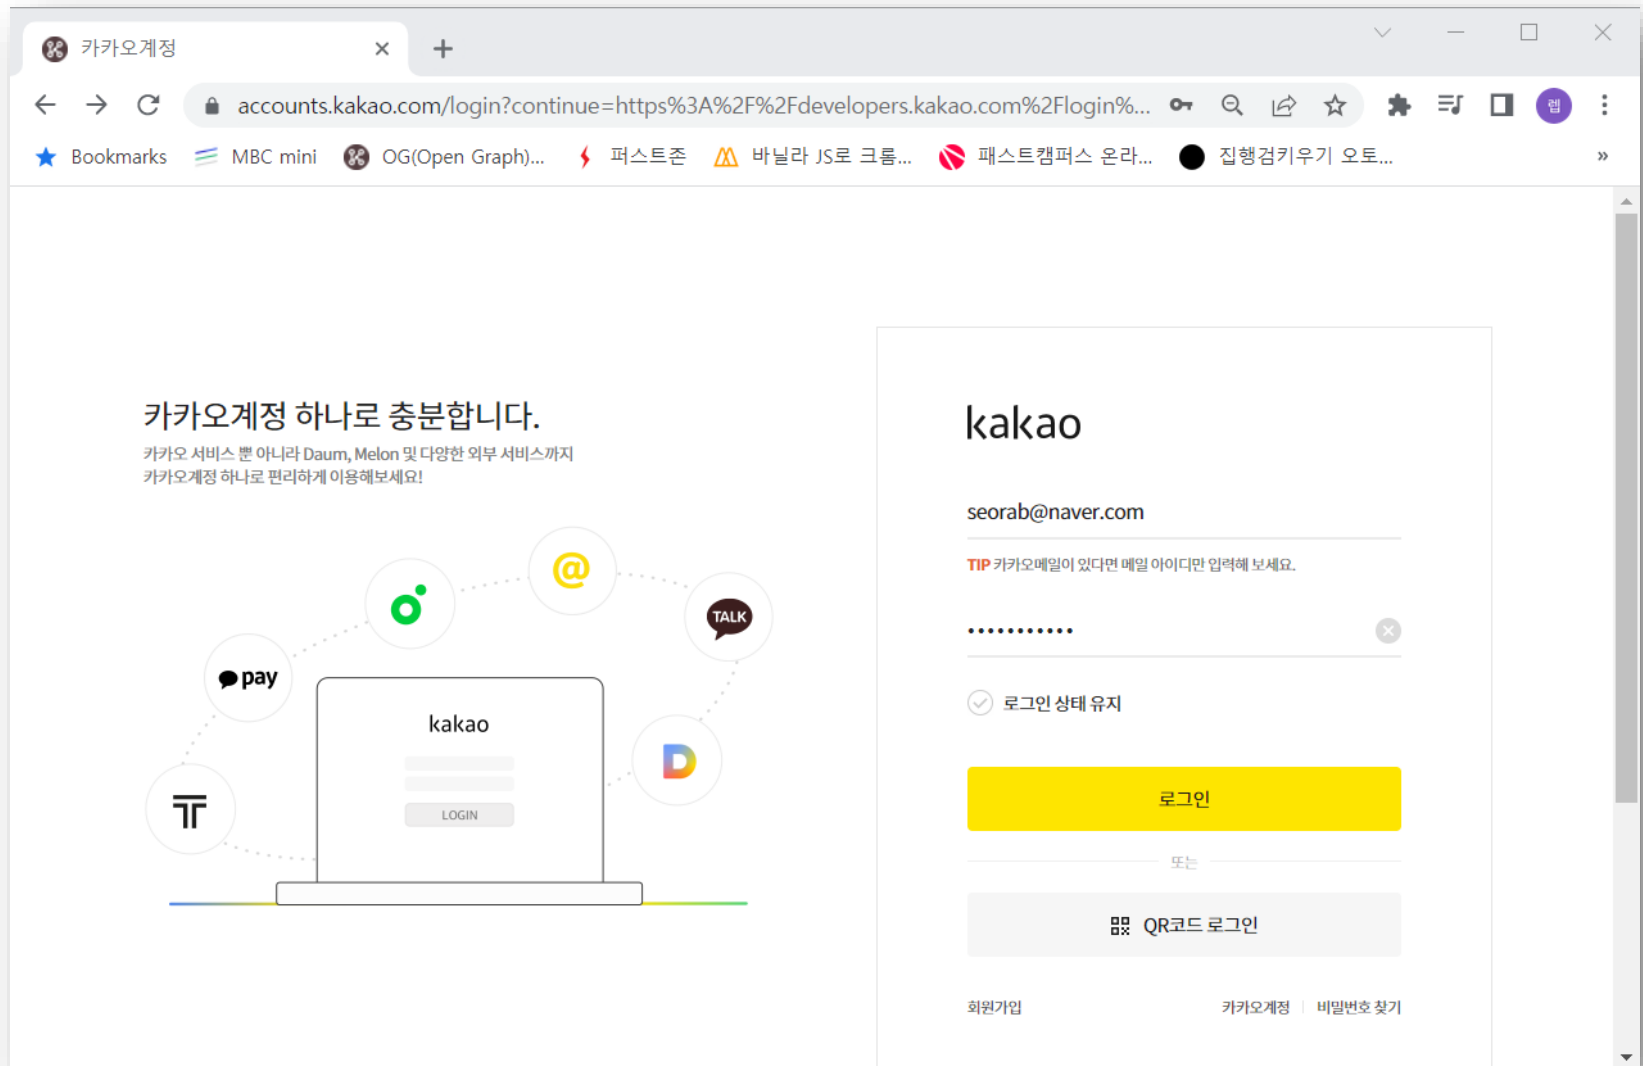 카카오계정
accounts.kakao.com/login?continue=https%3A%2F%2Fdevelopers.kakao.com%2Flogin%...
렙
Bookmarks MBC mini OG(Open Graph)... 퍼스트존 바닐라 JS로 크롬... 패스트캠퍼스 온라... 집행검키우기 오토... »
카카오계정 하나로 충분합니다.
카카오 서비스 뿐 아니라 Daum, Melon 및 다양한 외부 서비스까지
카카오계정 하나로 편리하게 이용해보세요!
@
TALK
pay
kakao
D
LOGIN
T
kakao
seorab@naver.com
TIP 카카오메일이 있다면 메일 아이디만 입력해 보세요.
•••••••••••
로그인 상태 유지
로그인
또는
QR코드 로그인
회원가입 카카오계정 비밀번호 찾기